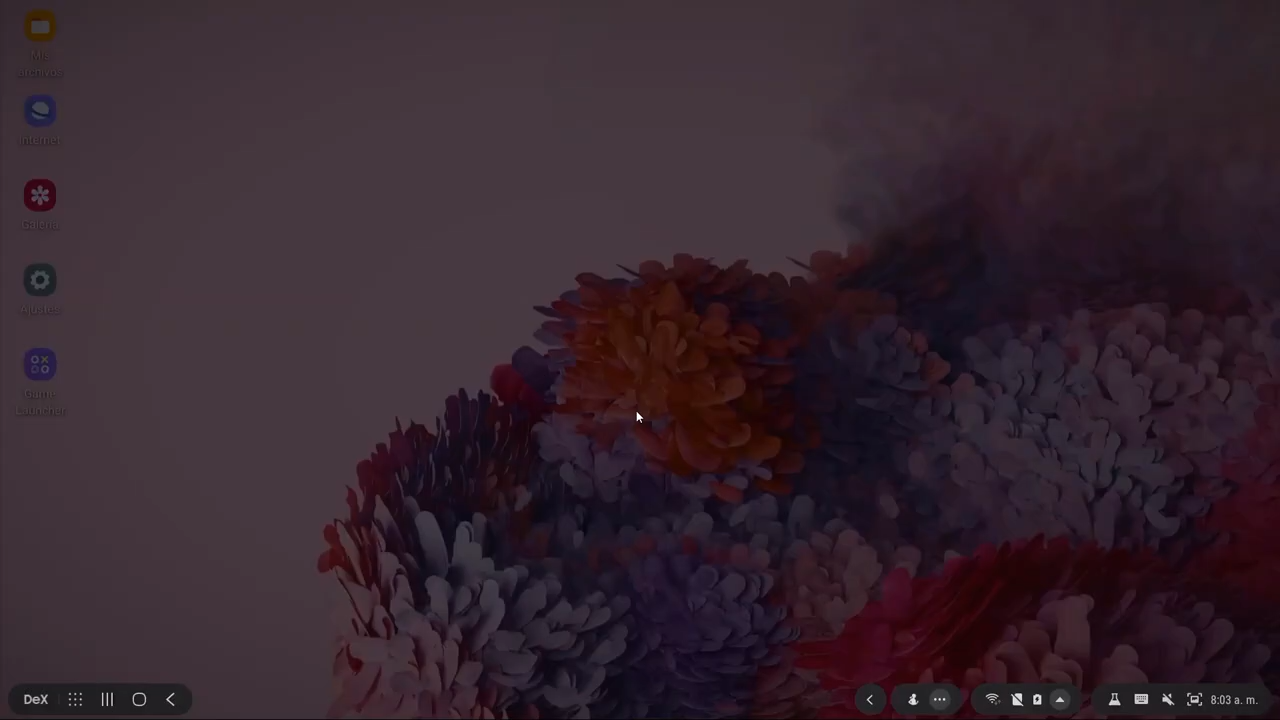 Mis
archivos
Internet
Galería
Ajustes
Game
Launcher
DeX
8:03 a. m.